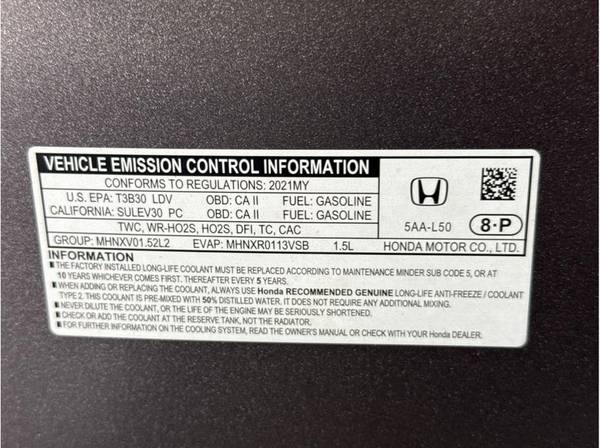 VEHICLE EMISSION CONTROL INFORMATION
CONFORMS TO REGULATIONS: 2021MY
U.S. EPA: T3B30 LDV OBD: CA II FUEL: GASOLINE
CALIFORNIA: SULEV30 PC OBD: CA II FUEL: GASOLINE
TWC, WR-HO2S, HO2S, DFI, TC, CAC
5AA-L50 8-P
GROUP: MHNXV01.52L2 EVAP: MHNXR0113VSB 1.5L HONDA MOTOR CO., LTD.
INFORMATION
■ THE FACTORY INSTALLED LONG-LIFE COOLANT MUST BE REPLACED ACCORDING TO MAINTENANCE MINDER SUB CODE 5, OR AT
10 YEARS WHICHEVER COMES FIRST. THEREAFTER EVERY 5 YEARS.
■ WHEN ADDING OR REPLACING THE COOLANT, ALWAYS USE Honda RECOMMENDED GENUINE LONG-LIFE ANTI-FREEZE / COOLANT
TYPE 2. THIS COOLANT IS PRE-MIXED WITH 50% DISTILLED WATER. IT DOES NOT REQUIRE ANY ADDITIONAL MIXING.
■ NEVER DILUTE THE COOLANT, OR THE LIFE OF THE ENGINE MAY BE SERIOUSLY SHORTENED.
■ ADD COOLANT AT THE RESERVE TANK, NOT THE RADIATOR.
■ FOR FURTHER INFORMATION ON THE COOLING SYSTEM, READ THE OWNER'S MANUAL OR CHECK WITH YOUR Honda DEALER.